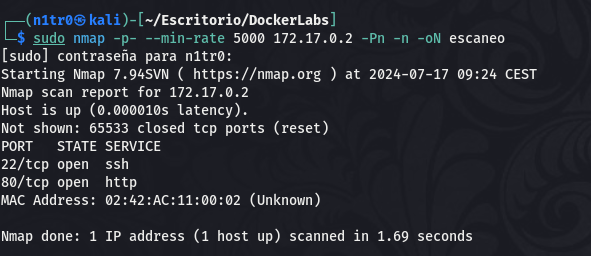 ┌──(n1tr0㉿kali)-[~/Escritorio/DockerLabs]
└─$ sudo nmap -p- --min-rate 5000 172.17.0.2 -Pn -n -oN escaneo
[sudo] contraseña para n1tr0:
Starting Nmap 7.94SVN ( https://nmap.org ) at 2024-07-17 09:24 CEST
Nmap scan report for 172.17.0.2
Host is up (0.000010s latency).
Not shown: 65533 closed tcp ports (reset)
PORT   STATE SERVICE
22/tcp open  ssh
80/tcp open  http
MAC Address: 02:42:AC:11:00:02 (Unknown)
Nmap done: 1 IP address (1 host up) scanned in 1.69 seconds